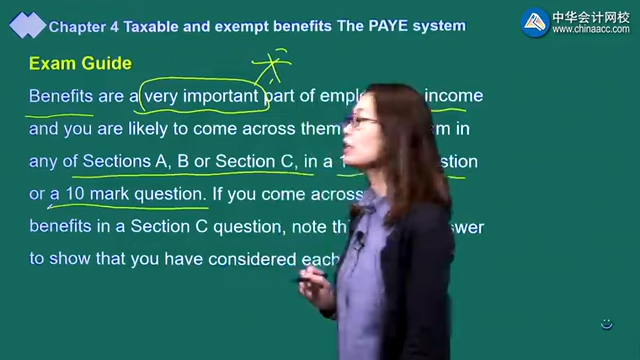 Chapter 4 Taxable and exempt benefits The PAYE system
中华会计网校
www.chinaacc.com
Exam Guide
Benefits are a very important part of income
and you are likely to come across them in
any of Sections A, B or Section C, in a
or a 10 mark question. If you come across
benefits in a Section C question, note
to show that you have considered each